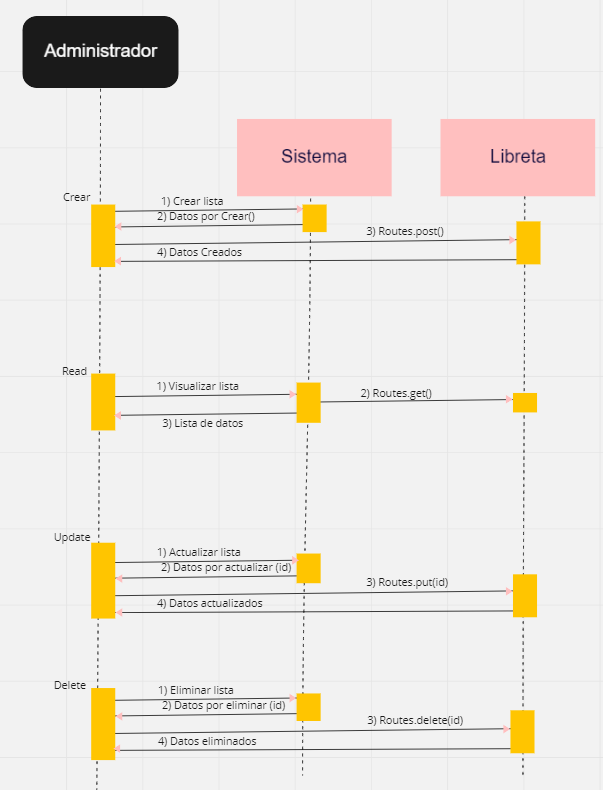 Administrador
Sistema
Libreta
Crear
1) Crear lista
2) Datos por Crear()
3) Routes.post()
4) Datos Creados
Read
1) Visualizar lista
2) Routes.get()
3) Lista de datos
Update
1) Actualizar lista
2) Datos por actualizar (id)
3) Routes.put(id)
4) Datos actualizados
Delete
1) Eliminar lista
2) Datos por eliminar (id)
3) Routes.delete(id)
4) Datos eliminados